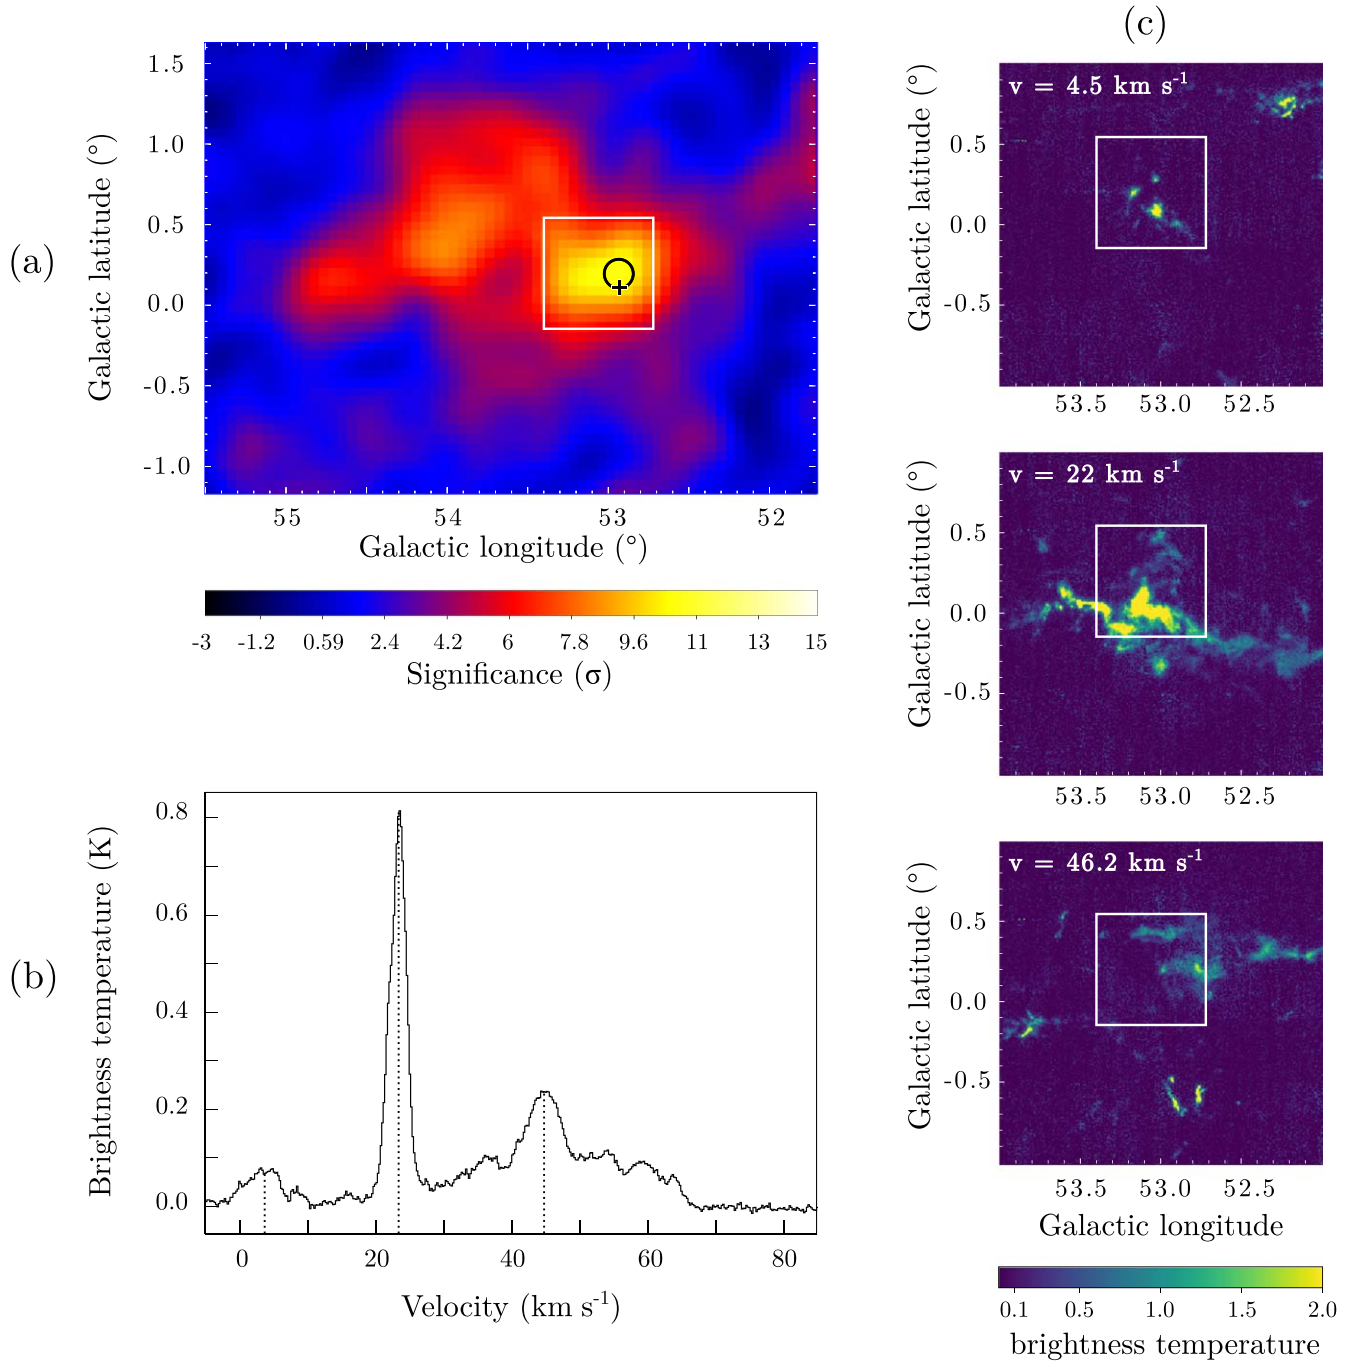 (a)
Galactic latitude (°)
1.5
1.0
0.5
0.0
-0.5
-1.0
55 54 53 52
Galactic longitude (°)
-3 -1.2 0.59 2.4 4.2 6 7.8 9.6 11 13 15
Significance (σ)
(b)
Brightness temperature (K)
0.8
0.6
0.4
0.2
0.0
0 20 40 60 80
Velocity (km s-1)
(c)
v = 4.5 km s-1
Galactic latitude (°)
0.5
0.0
-0.5
53.5 53.0 52.5
v = 22 km s-1
Galactic latitude (°)
0.5
0.0
-0.5
53.5 53.0 52.5
v = 46.2 km s-1
Galactic latitude (°)
0.5
0.0
-0.5
53.5 53.0 52.5
Galactic longitude
0.1 0.5 1.0 1.5 2.0
brightness temperature